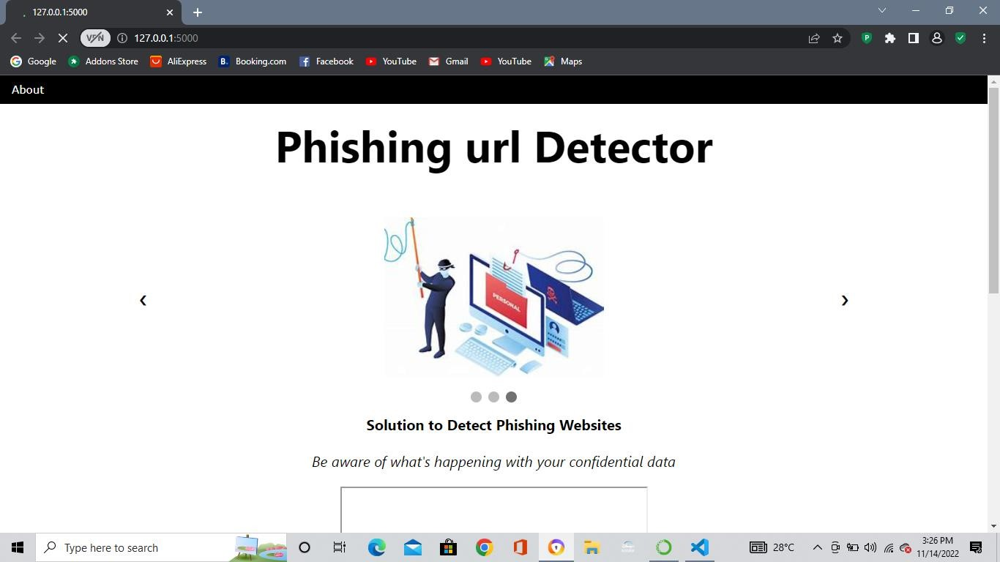 127.0.0.1:5000
VPN
127.0.0.1:5000
Google
Addons Store
AliExpress
B.
Booking.com
Facebook
YouTube
Gmail
YouTube
Maps
About
Phishing url Detector
PERSONAL
Solution to Detect Phishing Websites
Be aware of what's happening with your confidential data
Type here to search
28°C
3:26 PM
11/14/2022